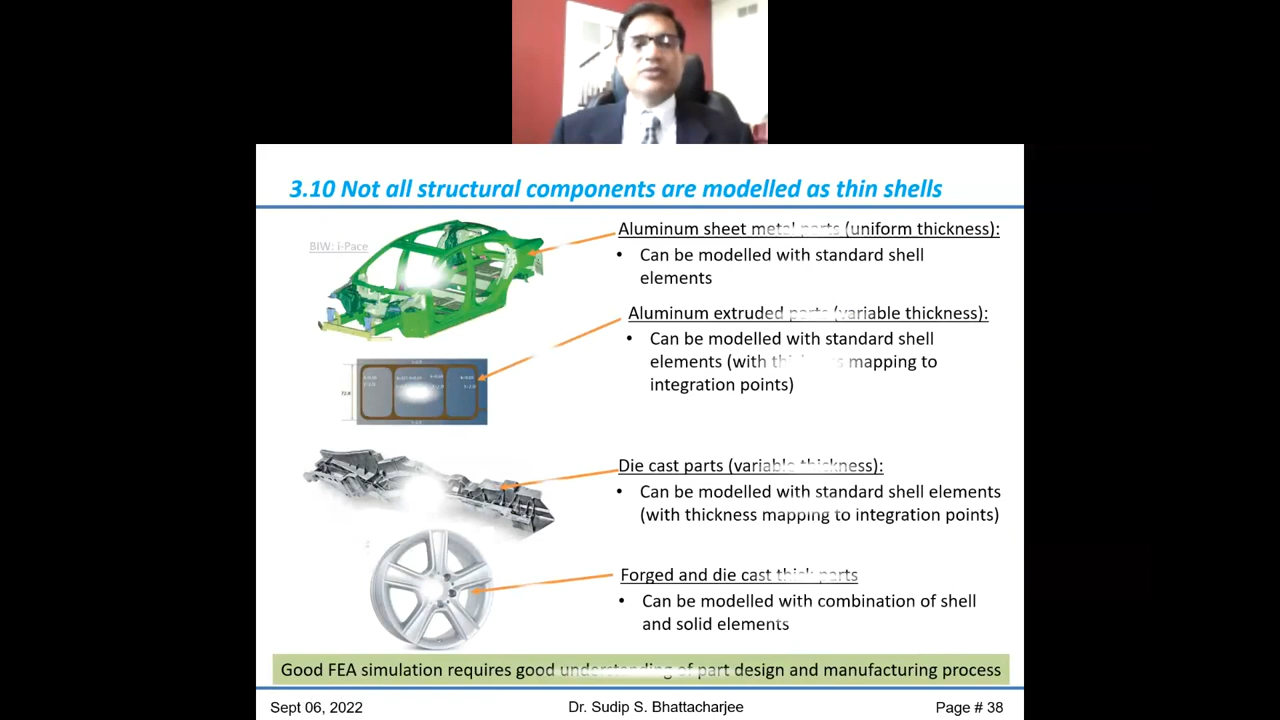 3.10 Not all structural components are modelled as thin shells
BIW: i-Pace
Aluminum sheet metal parts (uniform thickness):
• Can be modelled with standard shell
elements
Aluminum extruded parts (variable thickness):
• Can be modelled with standard shell
elements (with thickness mapping to
integration points)
Die cast parts (variable thickness):
• Can be modelled with standard shell elements
(with thickness mapping to integration points)
Forged and die cast thick parts
• Can be modelled with combination of shell
and solid elements
Good FEA simulation requires good understanding of part design and manufacturing process
Sept 06, 2022
Dr. Sudip S. Bhattacharjee
Page # 38